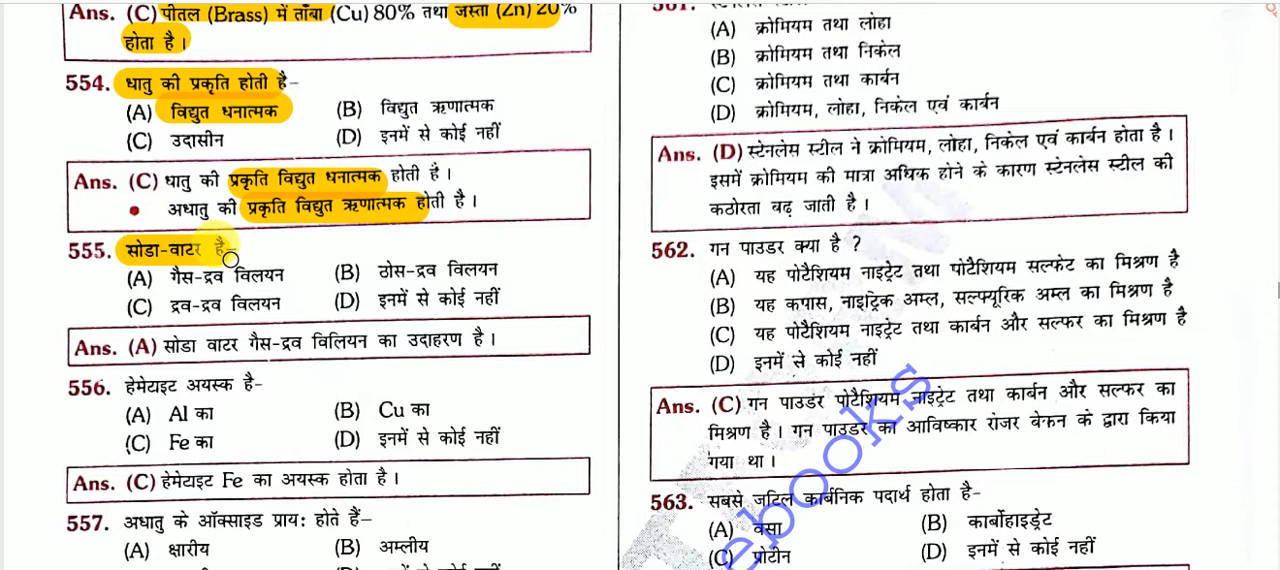 Ans. (C) पीतल (Brass) में ताँबा (Cu) 80% तथा जस्ता (Zn) 20%
होता है ।
554. धातु की प्रकृति होती है–
(A) विद्युत धनात्मक (B) विद्युत ऋणात्मक
(C) उदासीन (D) इनमें से कोई नहीं
Ans. (C) धातु की प्रकृति विद्युत धनात्मक होती है ।
• अधातु की प्रकृति विद्युत ऋणात्मक होती है ।
555. सोडा-वाटर है–
(A) गैस-द्रव विलयन (B) ठोस-द्रव विलयन
(C) द्रव-द्रव विलयन (D) इनमें से कोई नहीं
Ans. (A) सोडा वाटर गैस-द्रव विलियन का उदाहरण है ।
556. हेमेटाइट अयस्क है–
(A) Al का (B) Cu का
(C) Fe का (D) इनमें से कोई नहीं
Ans. (C) हेमेटाइट Fe का अयस्क होता है ।
557. अधातु के ऑक्साइड प्राय: होते हैं–
(A) क्षारीय (B) अम्लीय
561.
(A) क्रोमियम तथा लोहा
(B) क्रोमियम तथा निकेल
(C) क्रोमियम तथा कार्बन
(D) क्रोमियम, लोहा, निकेल एवं कार्बन
Ans. (D) स्टेनलेस स्टील ने क्रोमियम, लोहा, निकेल एवं कार्बन होता है ।
इसमें क्रोमियम की मात्रा अधिक होने के कारण स्टेनलेस स्टील की
कठोरता बढ़ जाती है ।
562. गन पाउडर क्या है ?
(A) यह पोटैशियम नाइट्रेट तथा पोटैशियम सल्फेट का मिश्रण है
(B) यह कपास, नाइट्रिक अम्ल, सल्फ्यूरिक अम्ल का मिश्रण है
(C) यह पोटैशियम नाइट्रेट तथा कार्बन और सल्फर का मिश्रण है
(D) इनमें से कोई नहीं
Ans. (C) गन पाउडर पोटैशियम नाइट्रेट तथा कार्बन और सल्फर का
मिश्रण है । गन पाउडर का आविष्कार रोजर बेकन के द्वारा किया
गया था ।
563. सबसे जटिल कार्बनिक पदार्थ होता है–
(A) वसा (B) कार्बोहाइड्रेट
(C) प्रोटीन (D) इनमें से कोई नहीं
ebooks